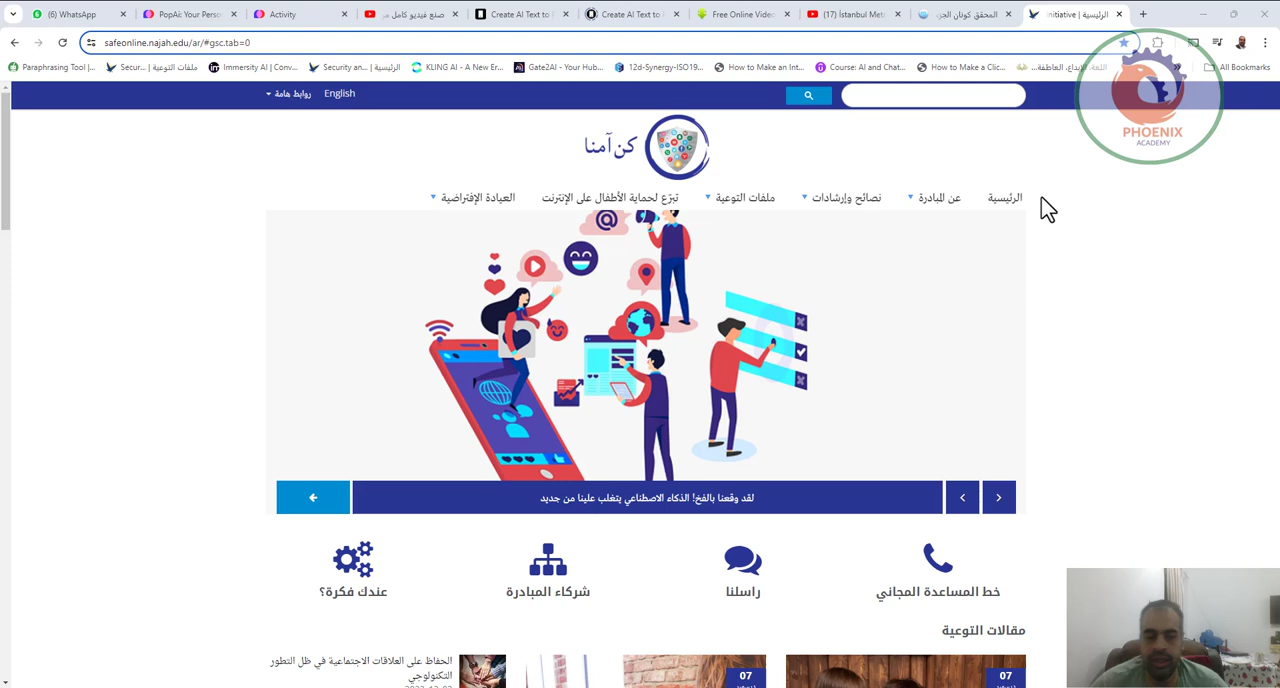 (6) WhatsApp
PopAi: Your Perso
Activity
صنع فيديو كامل مز
Create AI Text to
Create AI Text to
Free Online Video
(17) İstanbul Met
المحقق كونان الجز
الرئيسية | Initiative
safeonline.najah.edu/ar/#gsc.tab=0
Paraphrasing Tool |...
ملفات التوعية | Secur...
Immersity AI | Conv...
الرئيسية | Security an...
KLING AI - A New Er...
Gate2AI - Your Hub...
12d-Synergy-ISO19...
How to Make an Int...
Course: AI and Chat...
How to Make a Clic...
اللغة، الإبداع، العاطفة...
All Bookmarks
روابط هامة
English
PHOENIX
ACADEMY
كن آمنا
الرئيسية
عن المبادرة
نصائح وإرشادات
ملفات التوعية
تبرّع لحماية الأطفال على الإنترنت
العيادة الإفتراضية
لقد وقعنا بالفخ! الذكاء الاصطناعي يتغلب علينا من جديد
خط المساعدة المجاني
راسلنا
شركاء المبادرة
عندك فكرة؟
مقالات التوعية
07
07
الحفاظ على العلاقات الاجتماعية في ظل التطور
التكنولوجي